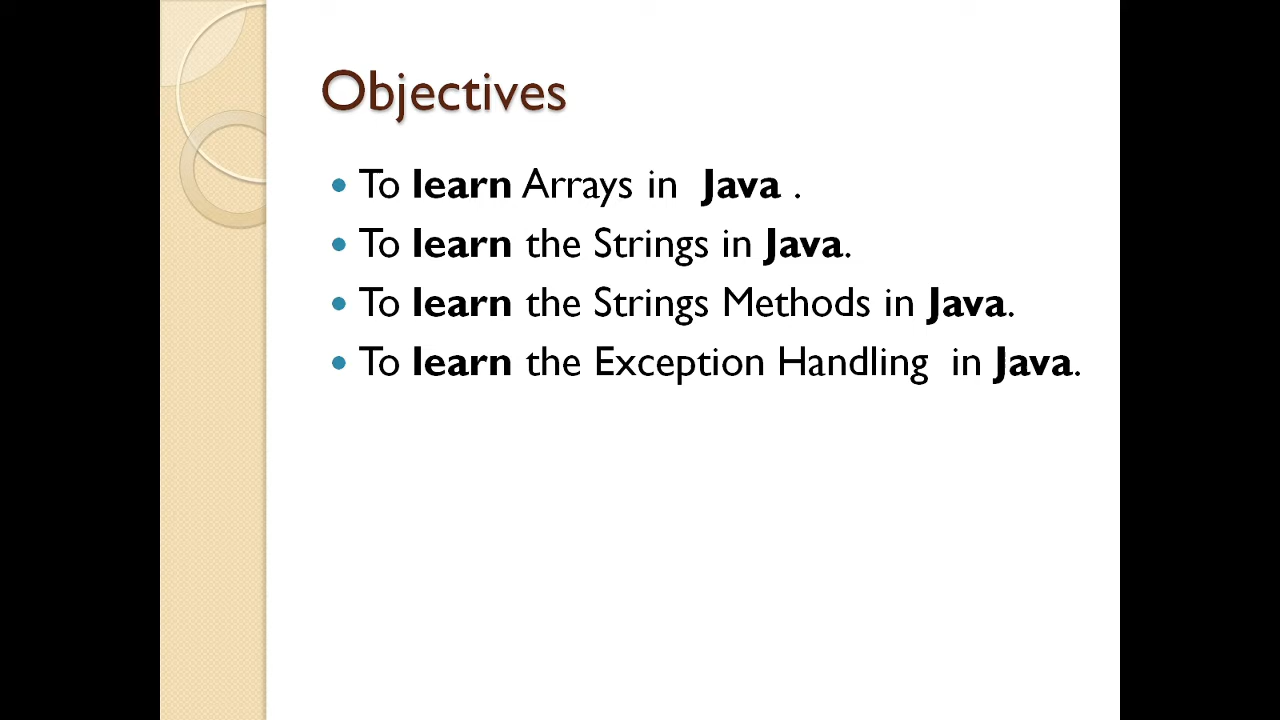 Objectives
• To learn Arrays in  Java .
• To learn the Strings in Java.
• To learn the Strings Methods in Java.
• To learn the Exception Handling  in Java.